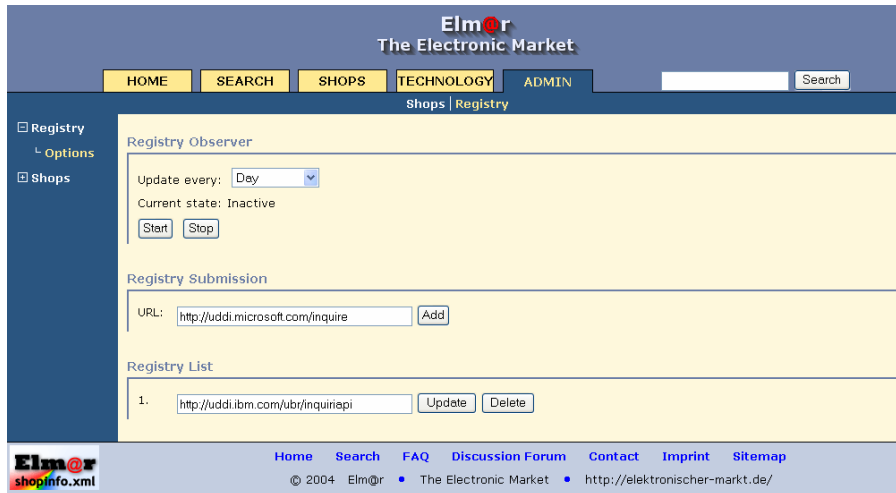 Elm@r
The Electronic Market
HOME SEARCH SHOPS TECHNOLOGY ADMIN Search
Shops | Registry
Registry
Options
Shops
Registry Observer
Update every: Day
Current state: Inactive
Start Stop
Registry Submission
URL: http://uddi.microsoft.com/inquire Add
Registry List
1. http://uddi.ibm.com/ubr/inquiriapi Update Delete
Elm@r
shopinfo.xml
Home Search FAQ Discussion Forum Contact Imprint Sitemap
© 2004 Elm@r • The Electronic Market • http://elektronischer-markt.de/